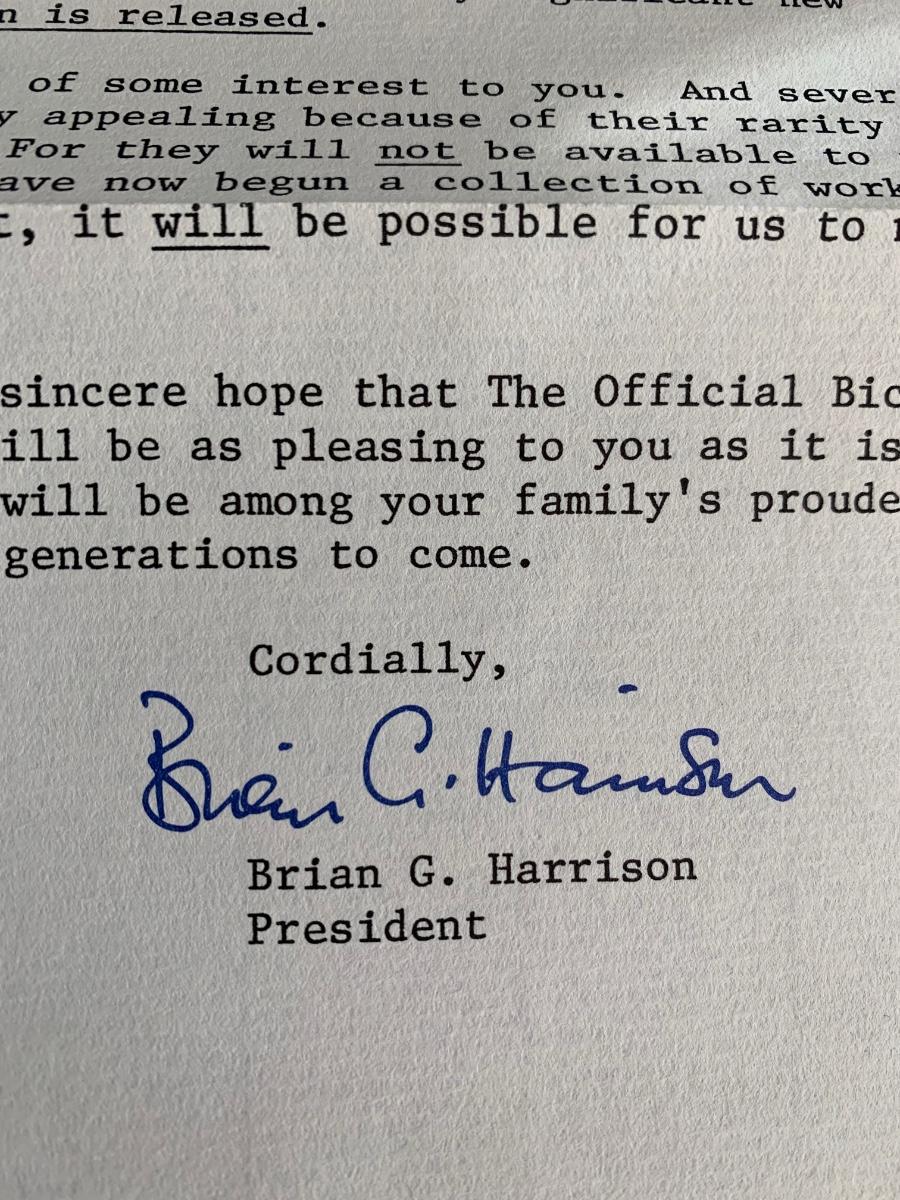 n is released.
of some interest to you. And sever
y appealing because of their rarity
For they will not be available to
ave now begun a collection of work
t, it will be possible for us to
sincere hope that The Official Bic
ill be as pleasing to you as it is
will be among your family's proude
generations to come.
Cordially,
Brian G. Harrison
Brian G. Harrison
President